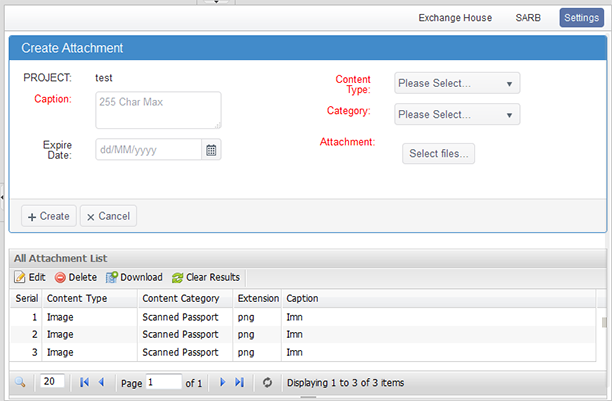 Exchange House SARB Settings
Create Attachment
PROJECT: test
Content Type: Please Select...
Caption: 255 Char Max
Category: Please Select...
Attachment: Select files...
Expire Date: dd/MM/yyyy
+ Create × Cancel
All Attachment List
Edit Delete Download Clear Results
Serial Content Type Content Category Extension Caption
1 Image Scanned Passport png Imn
2 Image Scanned Passport png Imn
3 Image Scanned Passport png Imn
20 Page 1 of 1 Displaying 1 to 3 of 3 items